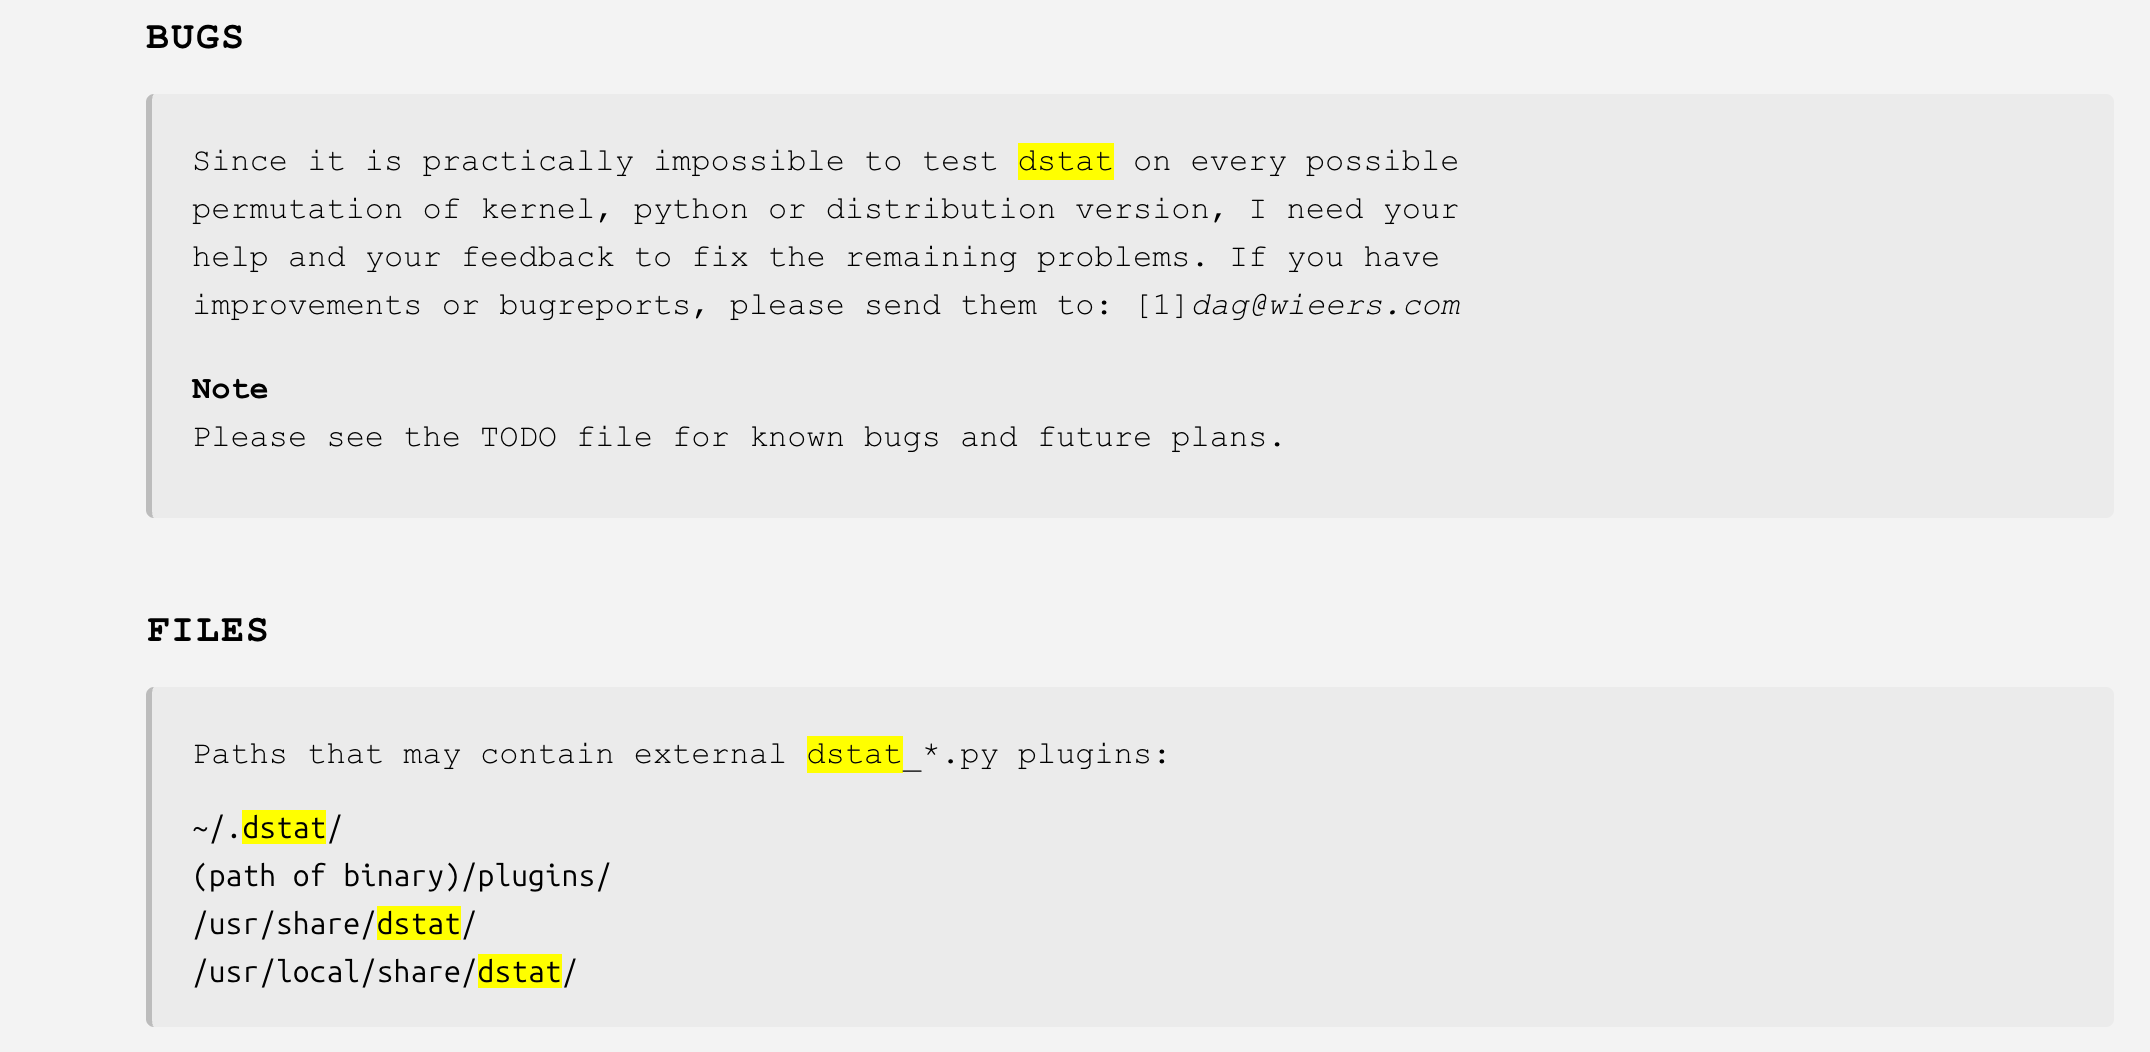 BUGS
Since it is practically impossible to test dstat on every possible
permutation of kernel, python or distribution version, I need your
help and your feedback to fix the remaining problems. If you have
improvements or bugreports, please send them to: [1]dag@wieers.com
Note
Please see the TODO file for known bugs and future plans.
FILES
Paths that may contain external dstat_*.py plugins:
~/.dstat/
(path of binary)/plugins/
/usr/share/dstat/
/usr/local/share/dstat/